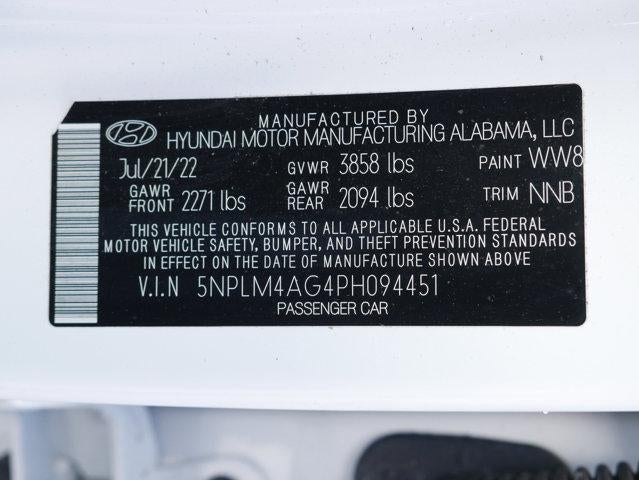 MANUFACTURED BY
HYUNDAI MOTOR MANUFACTURING ALABAMA, LLC
Jul/21/22 GVWR 3858 lbs PAINT WW8
GAWR FRONT 2271 lbs GAWR REAR 2094 lbs TRIM NNB
THIS VEHICLE CONFORMS TO ALL APPLICABLE U.S.A. FEDERAL
MOTOR VEHICLE SAFETY, BUMPER, AND THEFT PREVENTION STANDARDS
IN EFFECT ON THE DATE OF MANUFACTURE SHOWN ABOVE
V.I.N 5NPLM4AG4PH094451
PASSENGER CAR